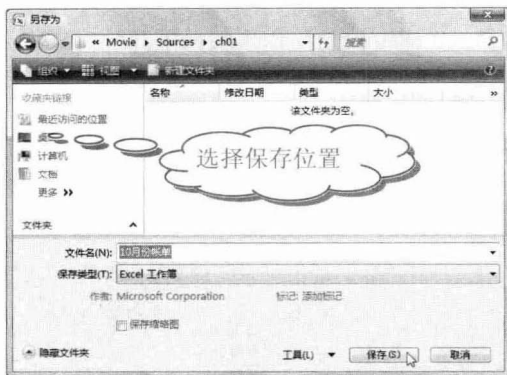 另存为
« Movie ▸ Sources ▸ ch01 搜索
组织 视图 新建文件夹
收藏夹链接 名称 修改日期 类型 大小 »
该文件夹为空。
最近访问的位置
桌面
选择保存位置
计算机
文档
更多 »
文件夹
文件名(N): 10月份帐单
保存类型(T): Excel 工作簿
作者: Microsoft Corporation 标记: 添加标记
保存缩略图
隐藏文件夹 工具(L) 保存(S) 取消